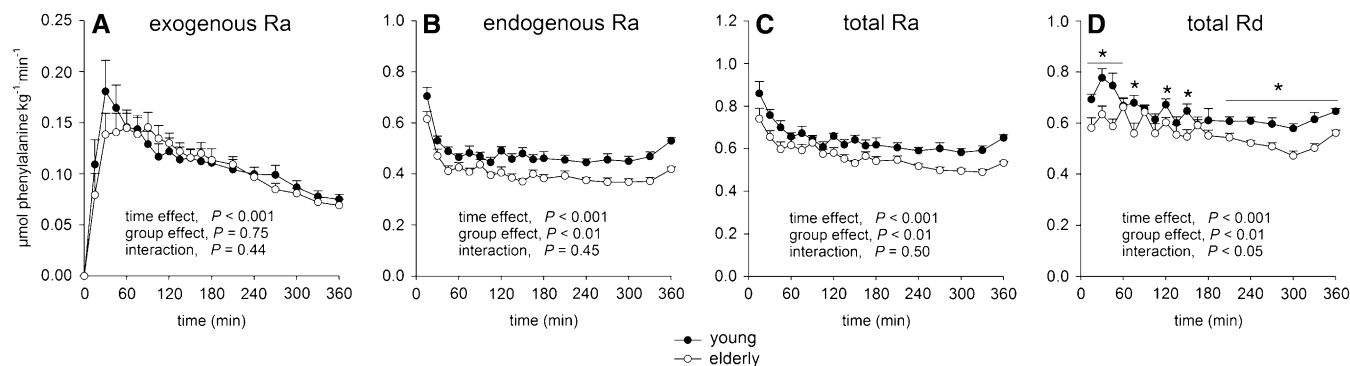 A exogenous Ra
B endogenous Ra
C total Ra
D total Rd
µmol phenylalanine·kg⁻¹·min⁻¹
0.25
0.20
0.15
0.10
0.05
0.00
time effect, P < 0.001
group effect, P = 0.75
interaction, P = 0.44
0 60 120 180 240 300 360
time (min)
1.0
0.8
0.6
0.4
0.2
0.0
time effect, P < 0.001
group effect, P < 0.01
interaction, P = 0.45
0 60 120 180 240 300 360
time (min)
1.2
1.0
0.8
0.6
0.4
0.2
0.0
time effect, P < 0.001
group effect, P < 0.01
interaction, P = 0.50
0 60 120 180 240 300 360
time (min)
1.0
0.8
0.6
0.4
0.2
0.0
* * * * *
time effect, P < 0.001
group effect, P < 0.01
interaction, P < 0.05
0 60 120 180 240 300 360
time (min)
young
elderly